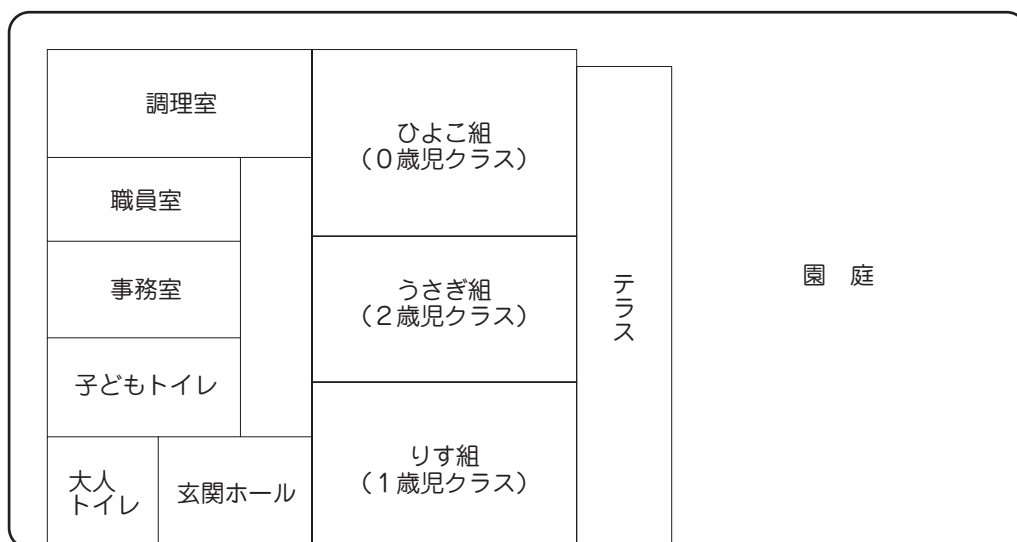 調理室
ひよこ組
（０歳児クラス）
職員室
事務室
うさぎ組
（２歳児クラス）
テラス
園　庭
子どもトイレ
りす組
（１歳児クラス）
大人
トイレ
玄関ホール